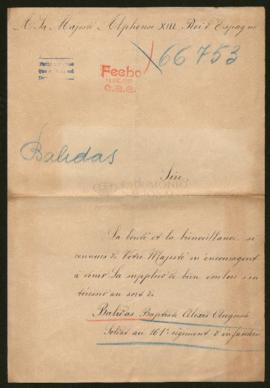 A Sa Majesté Alphonse XIII Roi d'Espagne
66753
Fecho
C.B.G.
Balidas
Sire,
La bonté et la bienveillance si
connues de Votre Majesté m'encouragent
à venir La supplier de bien vouloir s'in
téresser au sort de
Balidas Baptiste Alexis Auguste
Soldat au 161e régiment d'infanterie